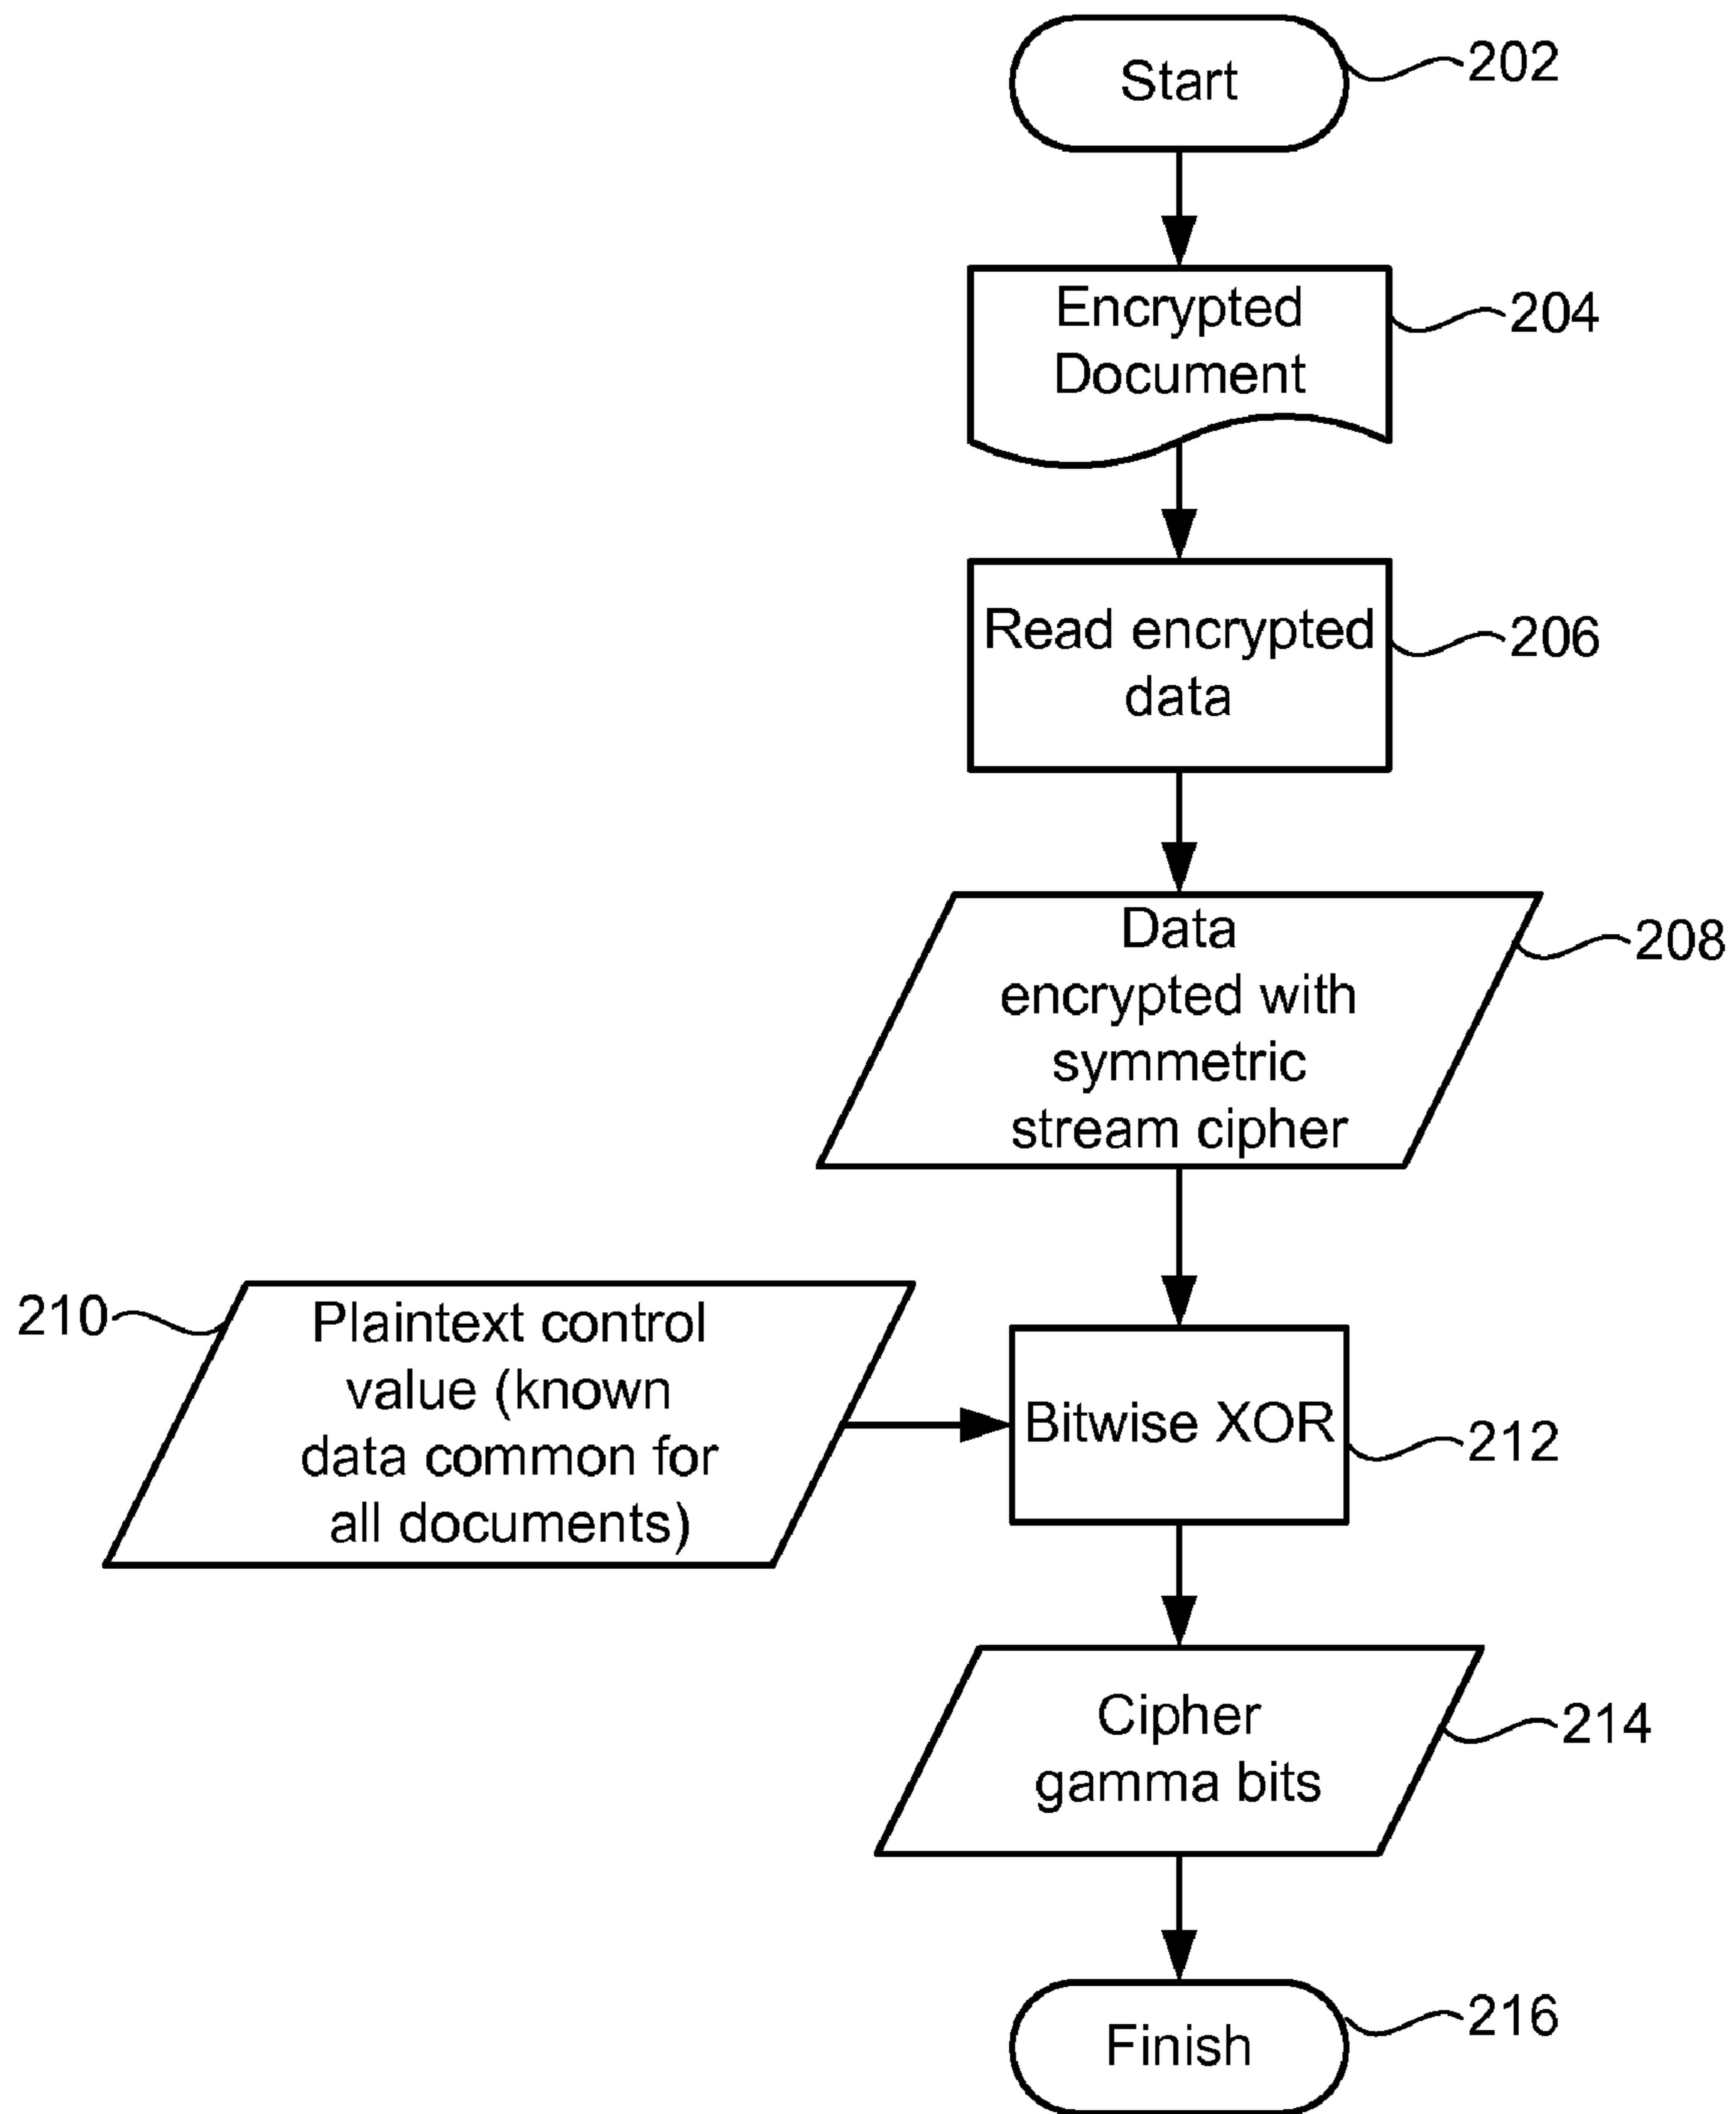 Start
202
Encrypted
Document
204
Read encrypted
data
206
Data
encrypted with
symmetric
stream cipher
208
210
Plaintext control
value (known
data common for
all documents)
Bitwise XOR
212
Cipher
gamma bits
214
Finish
216